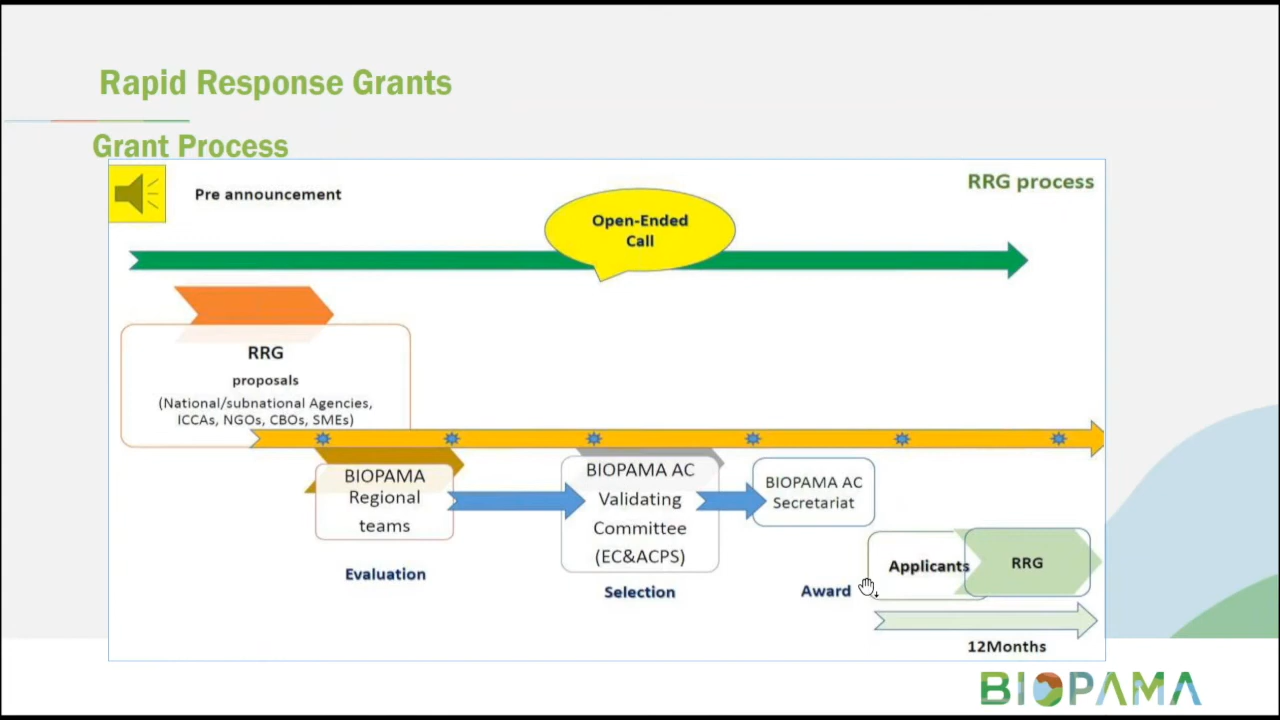 Rapid Response Grants
Grant Process
Pre announcement
RRG process
Open-Ended
Call
RRG
proposals
(National/subnational Agencies,
ICCAs, NGOs, CBOs, SMEs)
BIOPAMA
Regional
teams
Evaluation
BIOPAMA AC
Validating
Committee
(EC&ACPS)
Selection
BIOPAMA AC
Secretariat
Award
Applicants
RRG
12Months
BIOPAMA